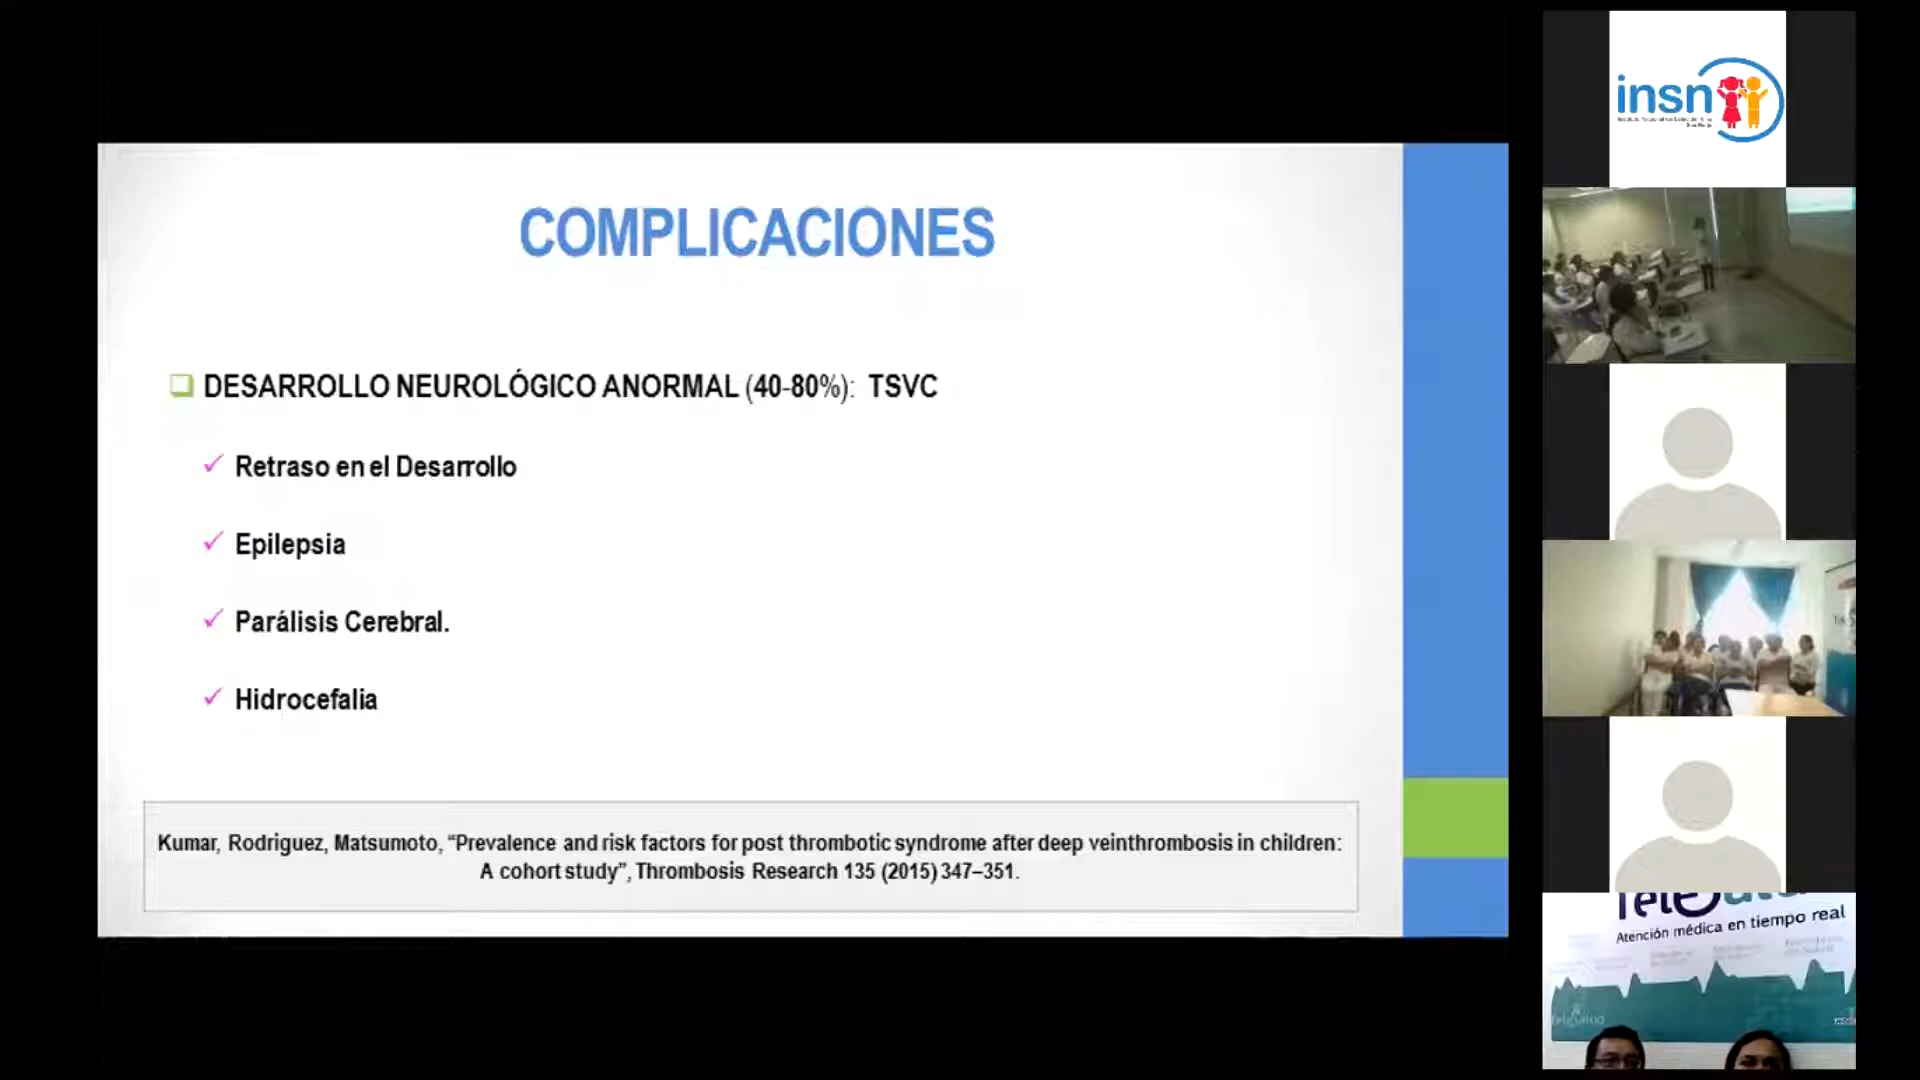 COMPLICACIONES
DESARROLLO NEUROLÓGICO ANORMAL (40-80%): TSVC
Retraso en el Desarrollo
Epilepsia
Parálisis Cerebral.
Hidrocefalia
Kumar, Rodriguez, Matsumoto, “Prevalence and risk factors for post thrombotic syndrome after deep veinthrombosis in children:
A cohort study”, Thrombosis Research 135 (2015) 347–351.
insn
Atención médica en tiempo real